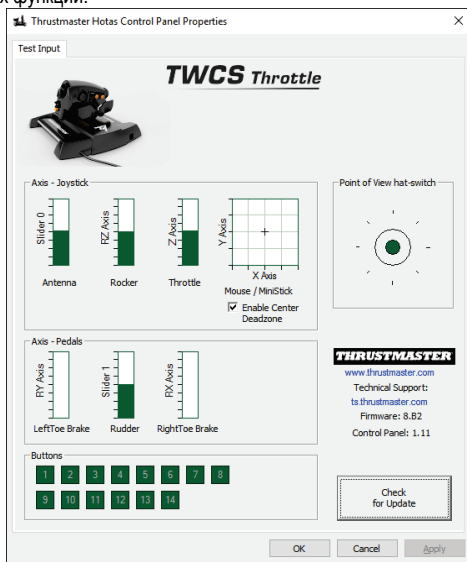 х функций.
Thrustmaster Hotas Control Panel Properties
Test Input
TWCS Throttle
Axis - Joystick
Slider 0
RZ Axis
Z Axis
Y Axis
X Axis
Antenna
Rocker
Throttle
Mouse / MiniStick
Enable Center
Deadzone
Point of View hat-switch
Axis - Pedals
RY Axis
Slider 1
RX Axis
LeftToe Brake
Rudder
RightToe Brake
THRUSTMASTER
www.thrustmaster.com
Technical Support:
ts.thrustmaster.com
Firmware: 8.B2
Control Panel: 1.11
Buttons
1 2 3 4 5 6 7 8
9 10 11 12 13 14
Check
for Update
OK
Cancel
Apply